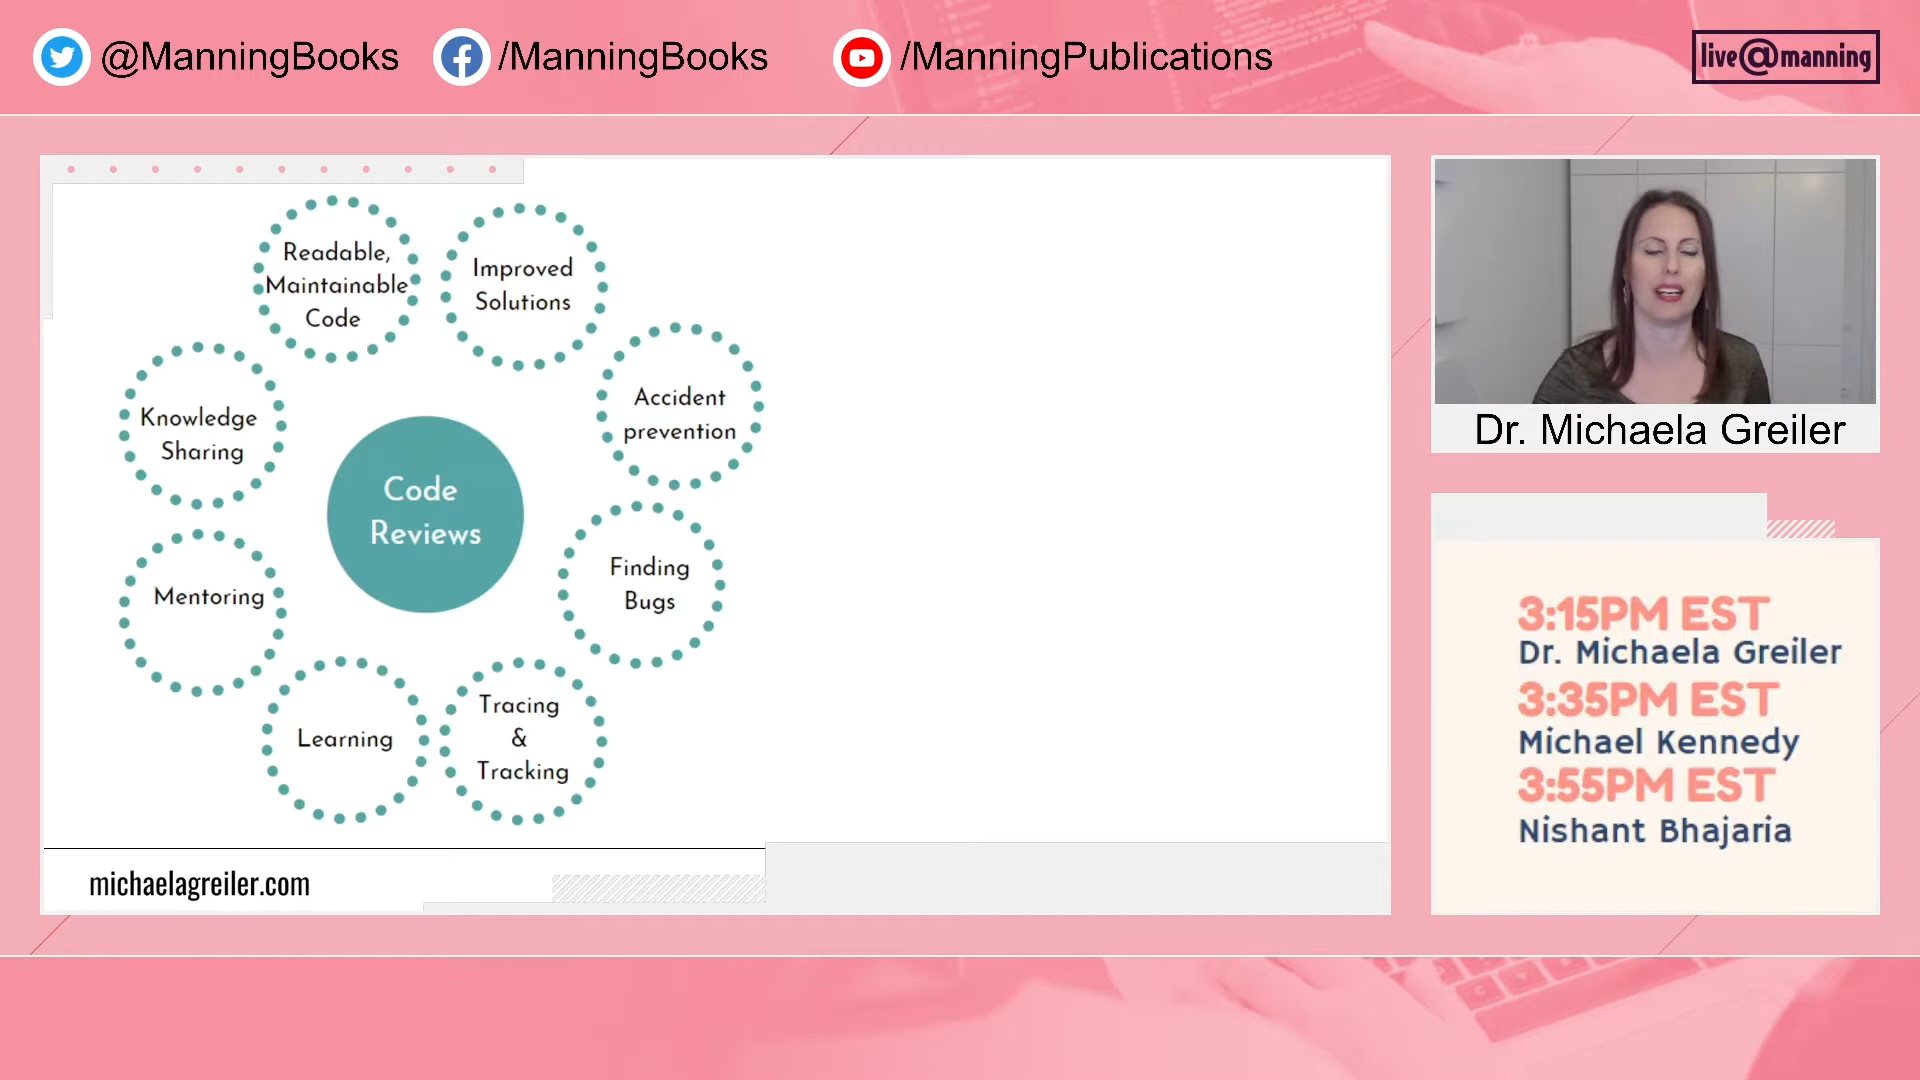 @ManningBooks
/ManningBooks
/ManningPublications
live@manning
Readable,
Maintainable
Code
Improved
Solutions
Accident
prevention
Knowledge
Sharing
Code
Reviews
Finding
Bugs
Mentoring
Learning
Tracing
&
Tracking
michaelagreiler.com
Dr. Michaela Greiler
3:15PM EST
Dr. Michaela Greiler
3:35PM EST
Michael Kennedy
3:55PM EST
Nishant Bhajaria